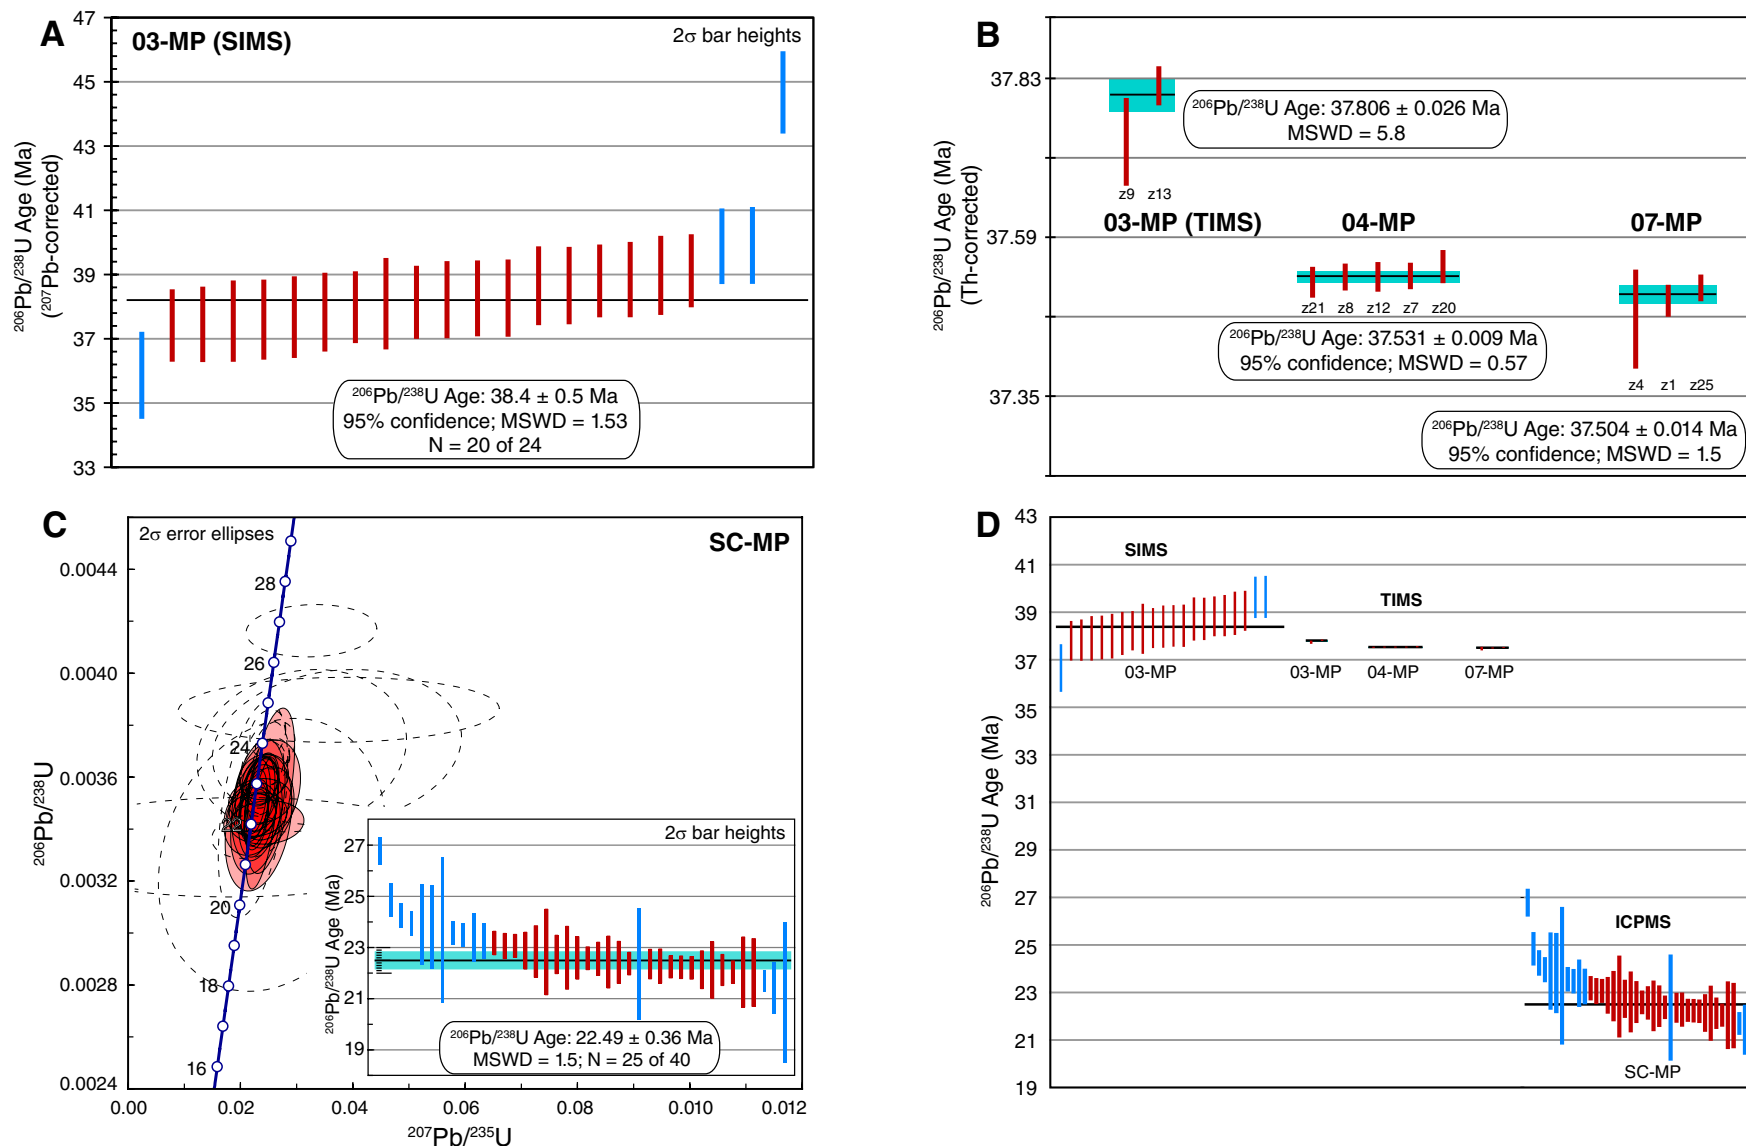 A
03-MP (SIMS)
2σ bar heights
47
45
43
41
39
37
35
33
206Pb/238U Age (Ma)
(207Pb-corrected)
206Pb/238U Age: 38.4 ± 0.5 Ma
95% confidence; MSWD = 1.53
N = 20 of 24
B
37.83
37.59
37.35
206Pb/238U Age (Ma)
(Th-corrected)
206Pb/238U Age: 37.806 ± 0.026 Ma
MSWD = 5.8
z9 z13
03-MP (TIMS) 04-MP 07-MP
z21 z8 z12 z7 z20
206Pb/238U Age: 37.531 ± 0.009 Ma
95% confidence; MSWD = 0.57
z4 z1 z25
206Pb/238U Age: 37.504 ± 0.014 Ma
95% confidence; MSWD = 1.5
C
2σ error ellipses
SC-MP
0.0044
0.0040
0.0036
0.0032
0.0028
0.0024
206Pb/238U
28
26
24
22
20
18
16
0.00 0.02 0.04 0.06 0.08 0.010 0.012
207Pb/235U
2σ bar heights
27
25
23
21
19
206Pb/238U Age (Ma)
206Pb/238U Age: 22.49 ± 0.36 Ma
MSWD = 1.5; N = 25 of 40
D
43
41
39
37
35
33
31
29
27
25
23
21
19
206Pb/238U Age (Ma)
SIMS
TIMS
03-MP 03-MP 04-MP 07-MP
ICPMS
SC-MP